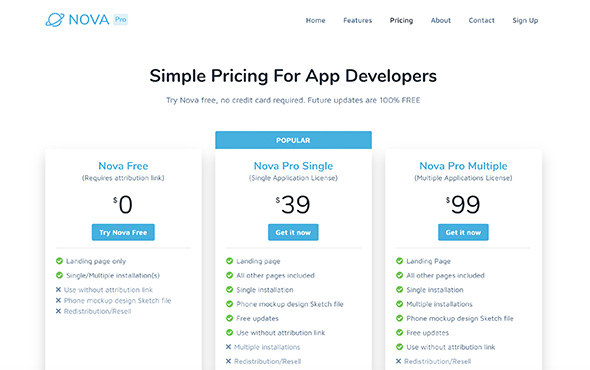 NOVA Pro
Home Features Pricing About Contact Sign Up
Simple Pricing For App Developers
Try Nova free, no credit card required. Future updates are 100% FREE
POPULAR
Nova Free
(Requires attribution link)
$0
Try Nova Free
Landing page only
Single/Multiple installation(s)
Use without attribution link
Phone mockup design Sketch file
Redistribution/Resell
Nova Pro Single
(Single Application License)
$39
Get it now
Landing page
All other pages included
Single installation
Phone mockup design Sketch file
Free updates
Use without attribution link
Multiple installations
Redistribution/Resell
Nova Pro Multiple
(Multiple Applications License)
$99
Get it now
Landing Page
All other pages included
Single installation
Multiple installations
Phone mockup design Sketch file
Free updates
Use without attribution link
Redistribution/Resell